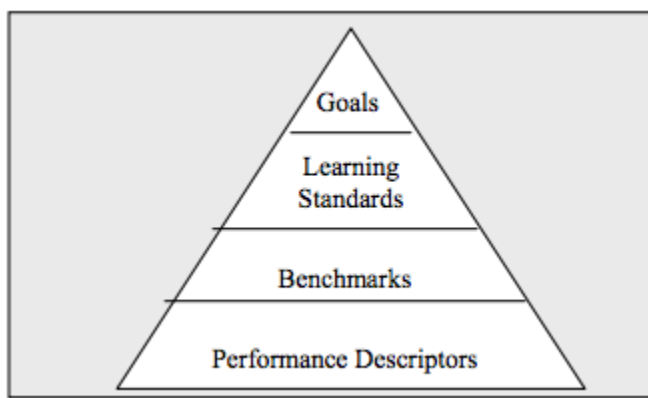 Goals
Learning
Standards
Benchmarks
Performance Descriptors